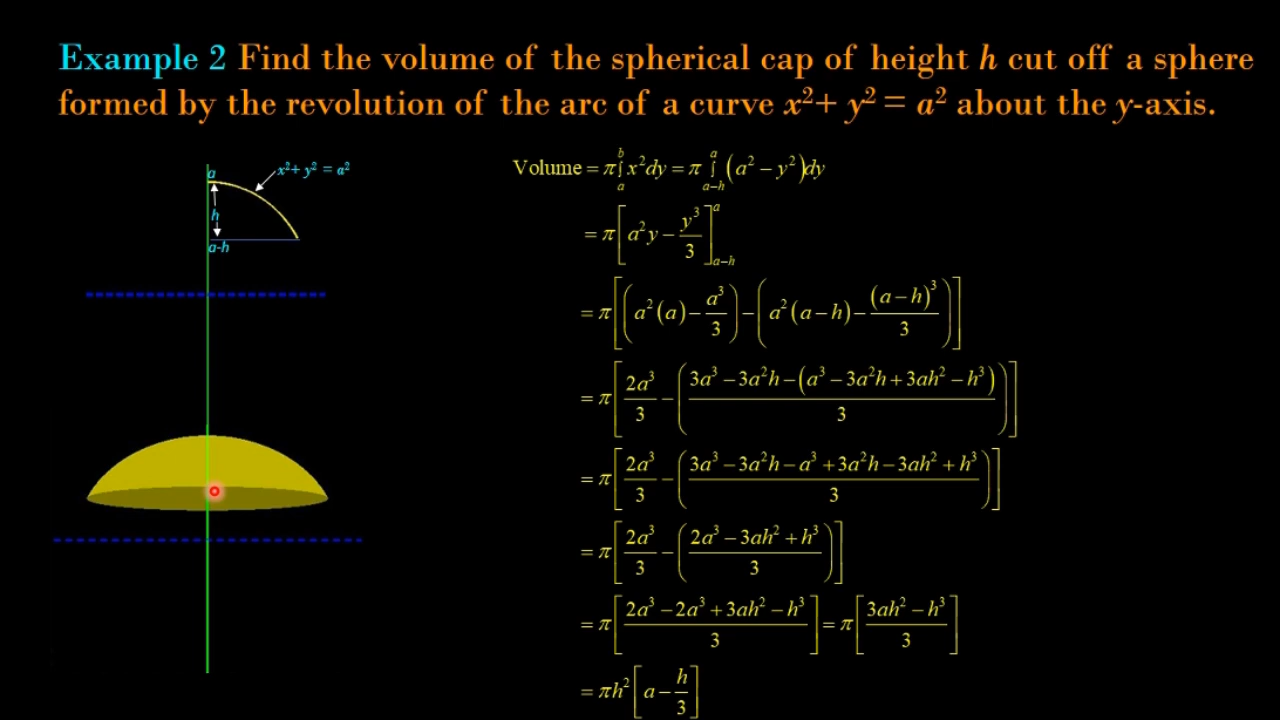 Example 2 Find the volume of the spherical cap of height h cut off a sphere
formed by the revolution of the arc of a curve x² + y² = a² about the y-axis.
a
x² + y² = a²
h
a-h
Volume = π∫ₐᵇ x²dy = π ∫ₐ₋ₕᵃ (a² − y²)dy
= π[a²y − y³/3]ₐ₋ₕᵃ
= π[(a²(a) − a³/3) − (a²(a−h) − (a−h)³/3)]
= π[2a³/3 − ((3a³ − 3a²h − (a³ − 3a²h + 3ah² − h³))/3)]
= π[2a³/3 − ((3a³ − 3a²h − a³ + 3a²h − 3ah² + h³)/3)]
= π[2a³/3 − ((2a³ − 3ah² + h³)/3)]
= π[(2a³ − 2a³ + 3ah² − h³)/3] = π[(3ah² − h³)/3]
= πh²[a − h/3]